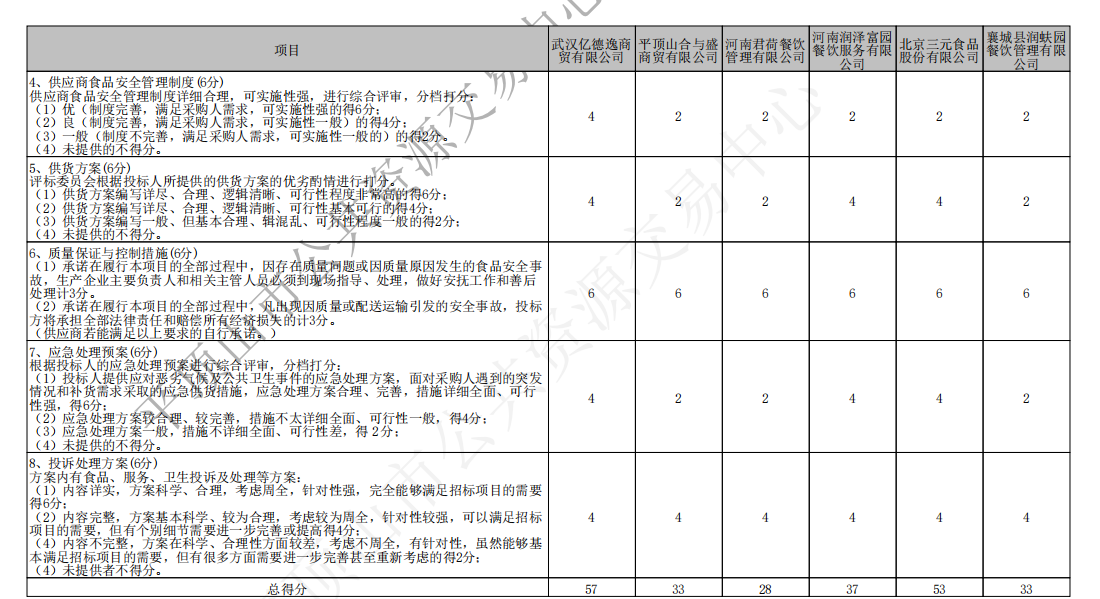 项目 武汉亿德逸商贸有限公司 平顶山合与盛商贸有限公司 河南君荷餐饮管理有限公司 河南润泽富园餐饮服务有限公司 北京三元食品股份有限公司 襄城县润蚨园餐饮管理有限公司
4、供应商食品安全管理制度(6分)
供应商食品安全管理制度详细合理，可实施性强，进行综合评审，分档打分：
（1）优（制度完善，满足采购人需求，可实施性强的得6分；
（2）良（制度完善，满足采购人需求，可实施性一般）的得4分；
（3）一般（制度不完善，满足采购人需求，可实施性一般的）的得2分。
（4）未提供的不得分。
4 2 2 2 2 2
5、供货方案(6分)
评标委员会根据投标人所提供的供货方案的优劣酌情进行打分。
（1）供货方案编写详尽、合理、逻辑清晰、可行性程度非常高的得6分；
（2）供货方案编写详尽、合理、逻辑清晰、可行性基本可行的得4分；
（3）供货方案编写一般、但基本合理、辑混乱、可行性程度一般的得2分；
（4）未提供的不得分。
4 2 2 4 4 2
6、质量保证与控制措施(6分)
（1）承诺在履行本项目的全部过程中，因存在质量问题或因质量原因发生的食品安全事
故，生产企业主要负责人和相关主管人员必须到现场指导、处理，做好安抚工作和善后
处理计3分。
（2）承诺在履行本项目的全部过程中，凡出现因质量或配送运输引发的安全事故，投标
方将承担全部法律责任和赔偿所有经济损失的计3分。
（供应商若能满足以上要求的自行承诺。）
6 6 6 6 6 6
7、应急处理预案(6分)
根据投标人的应急处理预案进行综合评审，分档打分：
（1）投标人提供应对恶劣气候及公共卫生事件的应急处理方案，面对采购人遇到的突发
情况和补货需求采取的应急供货措施，应急处理方案合理、完善，措施详细全面、可行
性强，得6分；
（2）应急处理方案较合理、较完善，措施不太详细全面、可行性一般，得4分；
（3）应急处理方案一般，措施不详细全面、可行性差，得 2分；
（4）未提供的不得分。
4 2 2 4 4 2
8、投诉处理方案(6分)
方案内有食品、服务、卫生投诉及处理等方案：
（1）内容详实，方案科学、合理，考虑周全，针对性强，完全能够满足招标项目的需要
得6分；
（2）内容完整，方案基本科学、较为合理，考虑较为周全，针对性较强，可以满足招标
项目的需要，但有个别细节需要进一步完善或提高得4分；
（4）内容不完整，方案在科学、合理性方面较差，考虑不周全，有针对性，虽然能够基
本满足招标项目的需要，但有很多方面需要进一步完善甚至重新考虑的得2分；
（4）未提供者不得分。
4 4 4 4 4 4
总得分 57 33 28 37 53 33
平顶山市公共资源交易中心
平顶山市公共资源交易中心